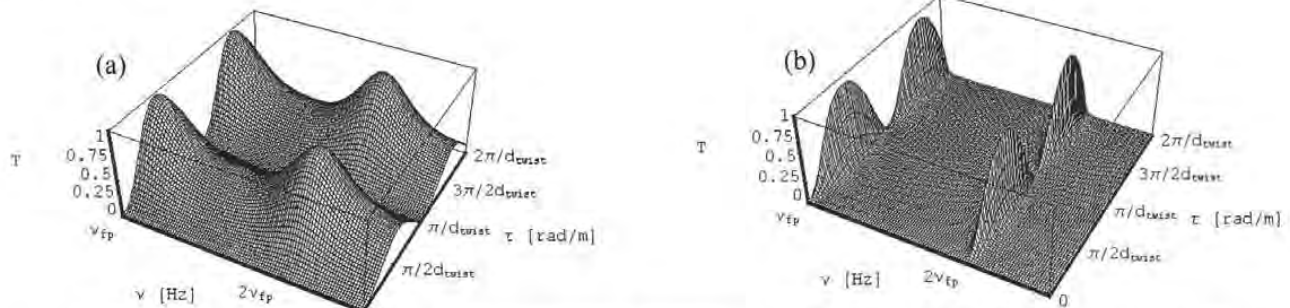 (a)
T
1
0.75
0.5
0.25
0
ν_fp
ν [Hz]
2ν_fp
2π/d_twist
3π/2d_twist
π/d_twist τ [rad/m]
π/2d_twist
(b)
T
1
0.75
0.5
0.25
0
ν_fp
ν [Hz]
2ν_fp
2π/d_twist
3π/2d_twist
π/d_twist τ [rad/m]
π/2d_twist
0